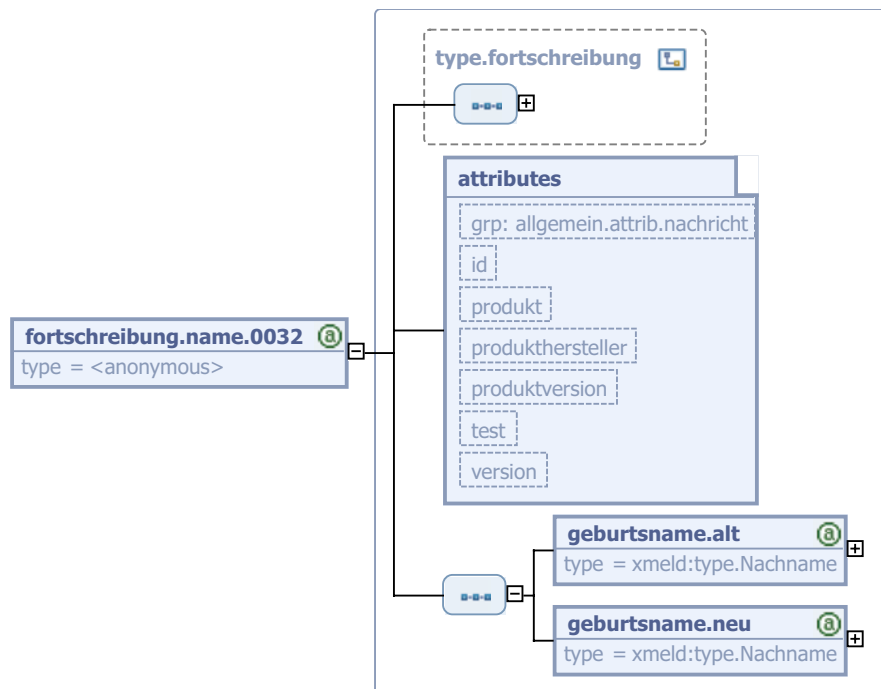 type.fortschreibung
attributes
grp: allgemein.attrib.nachricht
id
produkt
fortschreibung.name.0032
type = <anonymous>
produkthersteller
produktversion
test
version
geburtsname.alt
type = xmeld:type.Nachname
geburtsname.neu
type = xmeld:type.Nachname